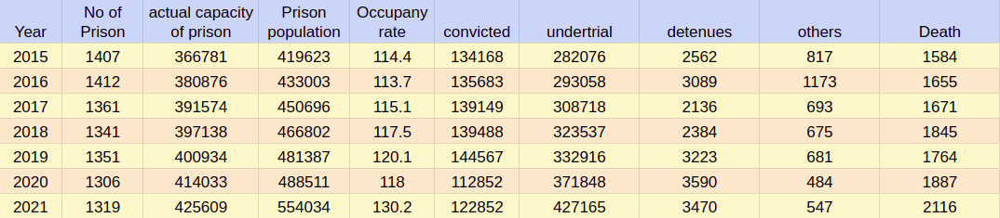 Year No of Prison actual capacity of prison Prison population Occupany rate convicted undertrial detenues others Death
2015 1407 366781 419623 114.4 134168 282076 2562 817 1584
2016 1412 380876 433003 113.7 135683 293058 3089 1173 1655
2017 1361 391574 450696 115.1 139149 308718 2136 693 1671
2018 1341 397138 466802 117.5 139488 323537 2384 675 1845
2019 1351 400934 481387 120.1 144567 332916 3223 681 1764
2020 1306 414033 488511 118 112852 371848 3590 484 1887
2021 1319 425609 554034 130.2 122852 427165 3470 547 2116